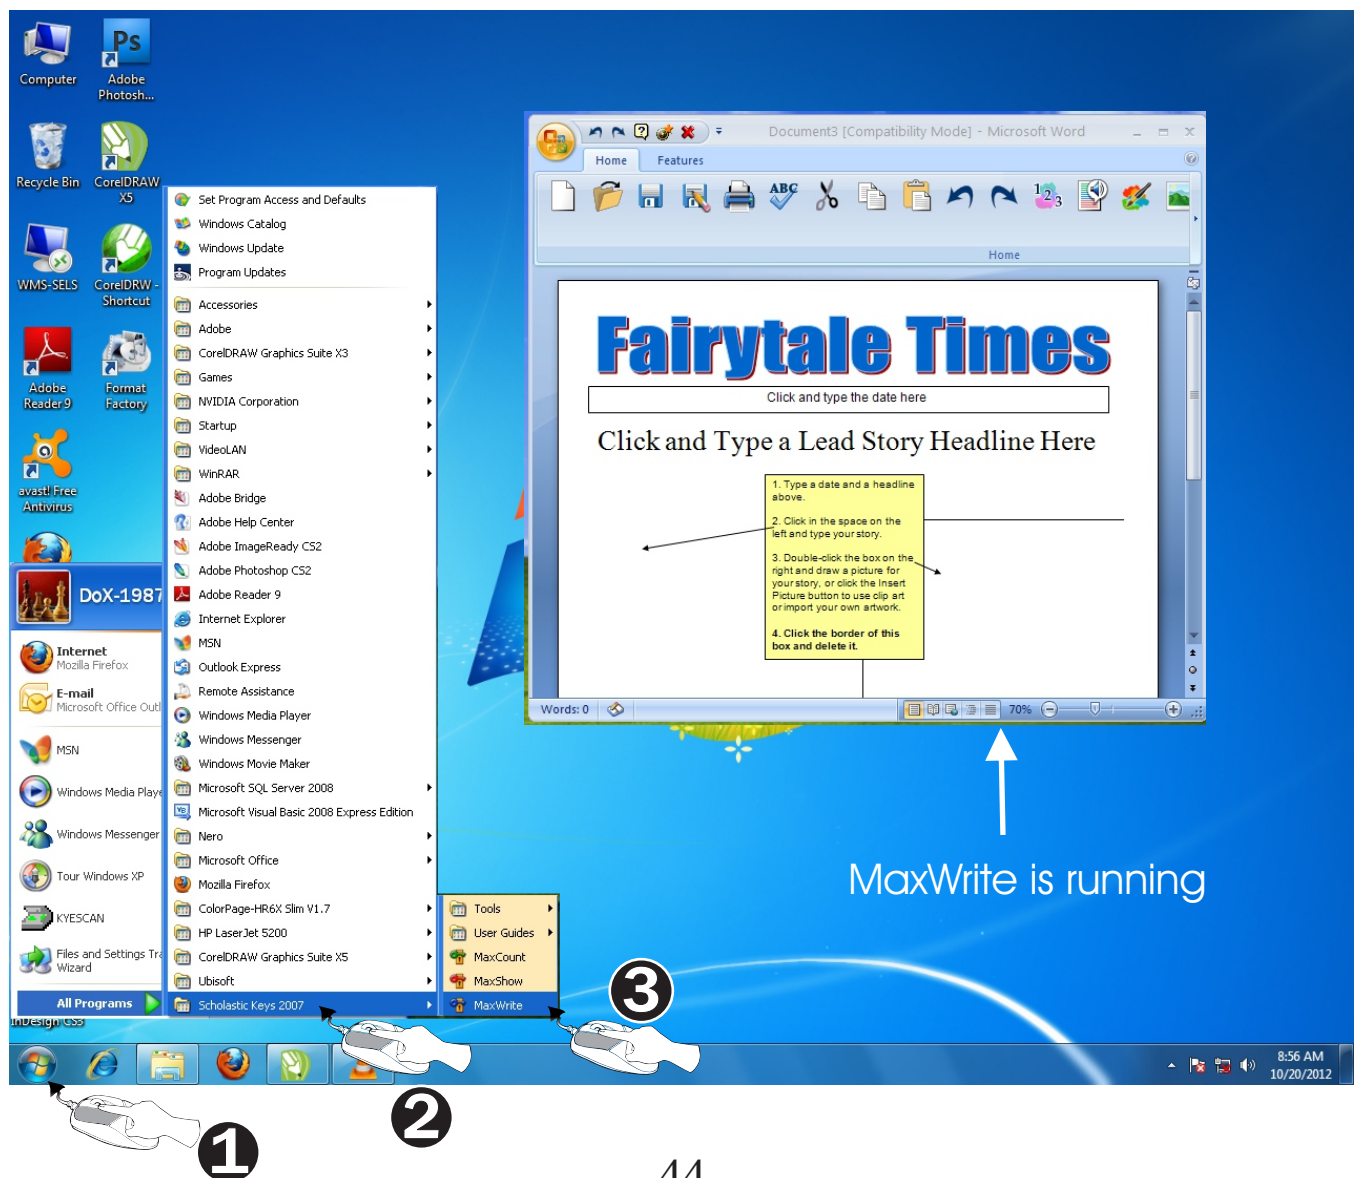 Computer
Ps
Adobe
Photosh...
Recycle Bin
CorelDRAW
X5
WMS-SELS
CorelDRW -
Shortcut
Adobe
Reader 9
Format
Factory
avast! Free
Antivirus
DoX-1987
Internet
Mozilla Firefox
E-mail
Microsoft Office Outl
MSN
Windows Media Playe
Windows Messenger
Tour Windows XP
KYESCAN
Files and Settings Tra
Wizard
All Programs
InDesign CS3
Set Program Access and Defaults
Windows Catalog
Windows Update
Program Updates
Accessories
Adobe
CorelDRAW Graphics Suite X3
Games
NVIDIA Corporation
Startup
VideoLAN
WinRAR
Adobe Bridge
Adobe Help Center
Adobe ImageReady CS2
Adobe Photoshop CS2
Adobe Reader 9
Internet Explorer
MSN
Outlook Express
Remote Assistance
Windows Media Player
Windows Messenger
Windows Movie Maker
Microsoft SQL Server 2008
Microsoft Visual Basic 2008 Express Edition
Nero
Microsoft Office
Mozilla Firefox
ColorPage-HR6X Slim V1.7
HP LaserJet 5200
CorelDRAW Graphics Suite X5
Ubisoft
Scholastic Keys 2007
Tools
User Guides
MaxCount
MaxShow
MaxWrite
Document3 [Compatibility Mode] - Microsoft Word
Home Features
ABC
1 2 3
Home
Fairytale Times
Click and type the date here
Click and Type a Lead Story Headline Here
1. Type a date and a headline
above.
2. Click in the space on the
left and type your story.
3. Double-click the box on the
right and draw a picture for
your story, or click the Insert
Picture button to use clip art
or import your own artwork.
4. Click the border of this
box and delete it.
Words: 0
70%
MaxWrite is running
3
2
1
8:56 AM
10/20/2012
44